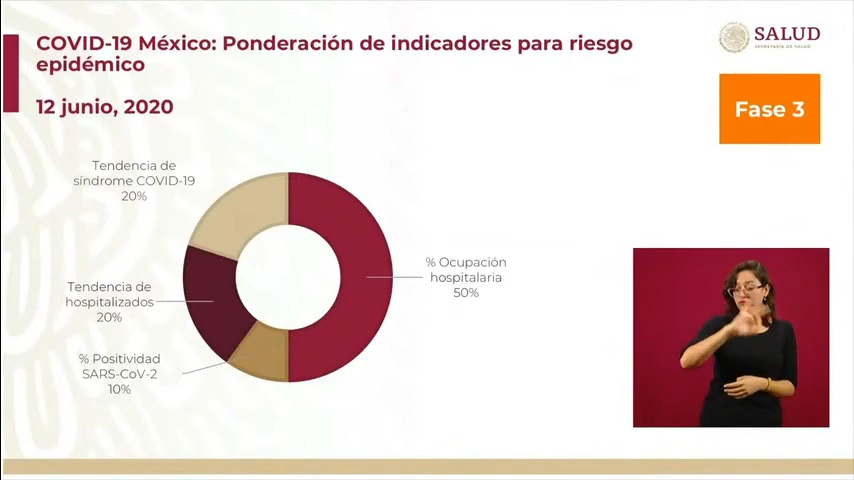 COVID-19 México: Ponderación de indicadores para riesgo
epidémico
12 junio, 2020
SALUD
SECRETARÍA DE SALUD
Fase 3
Tendencia de
síndrome COVID-19
20%
% Ocupación
hospitalaria
50%
Tendencia de
hospitalizados
20%
% Positividad
SARS-CoV-2
10%